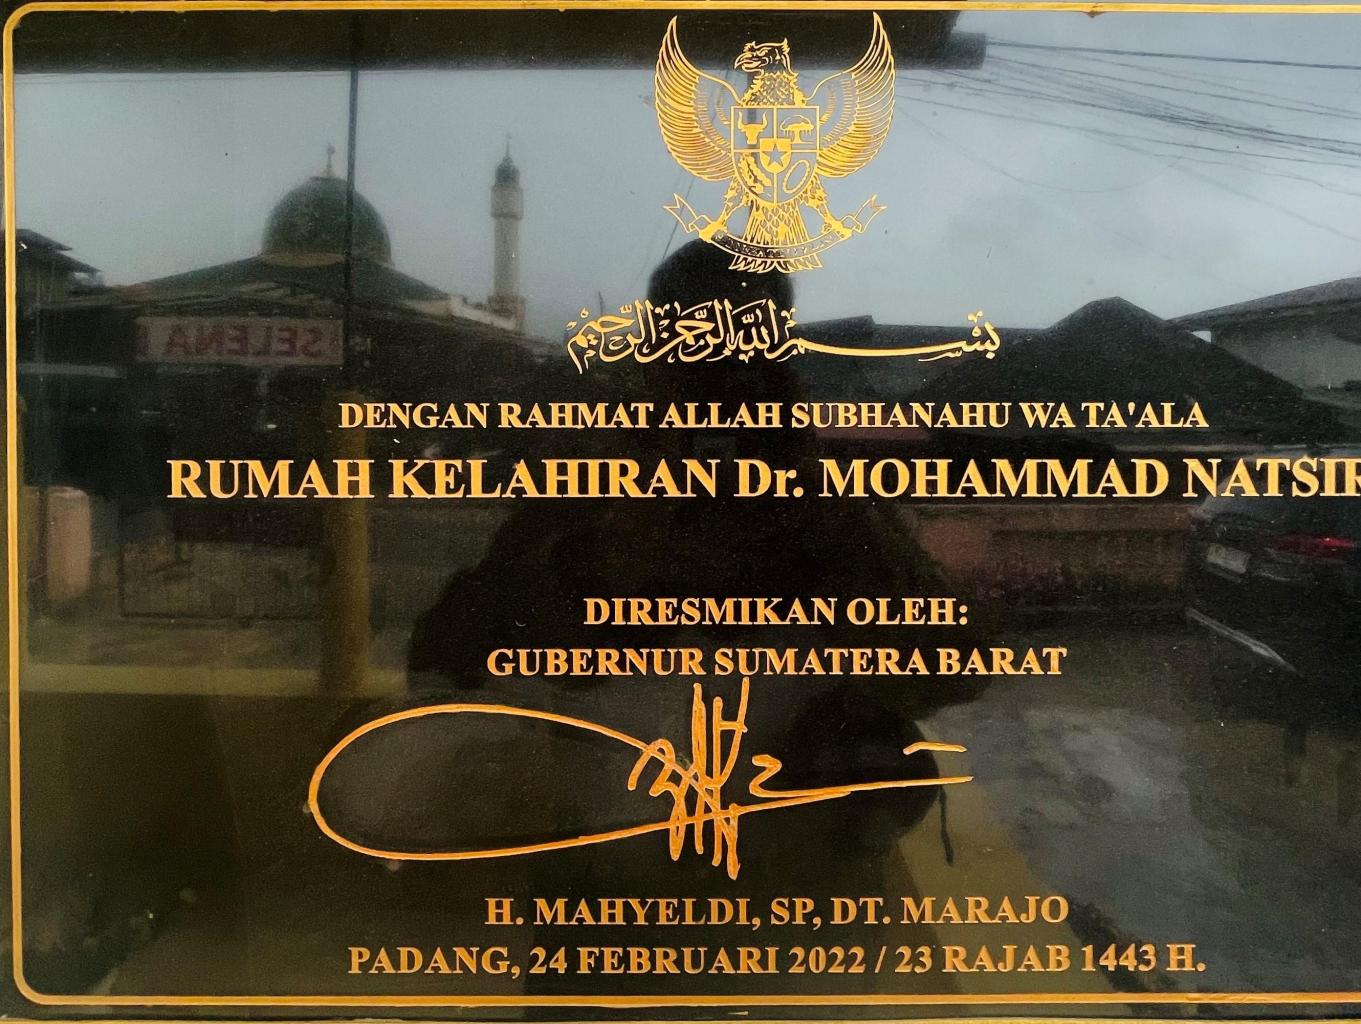 بسم الله الرحمن الرحيم
DENGAN RAHMAT ALLAH SUBHANAHU WA TA'ALA
RUMAH KELAHIRAN Dr. MOHAMMAD NATSIR
DIRESMIKAN OLEH:
GUBERNUR SUMATERA BARAT
H. MAHYELDI, SP, DT. MARAJO
PADANG, 24 FEBRUARI 2022 / 23 RAJAB 1443 H.
SELENA